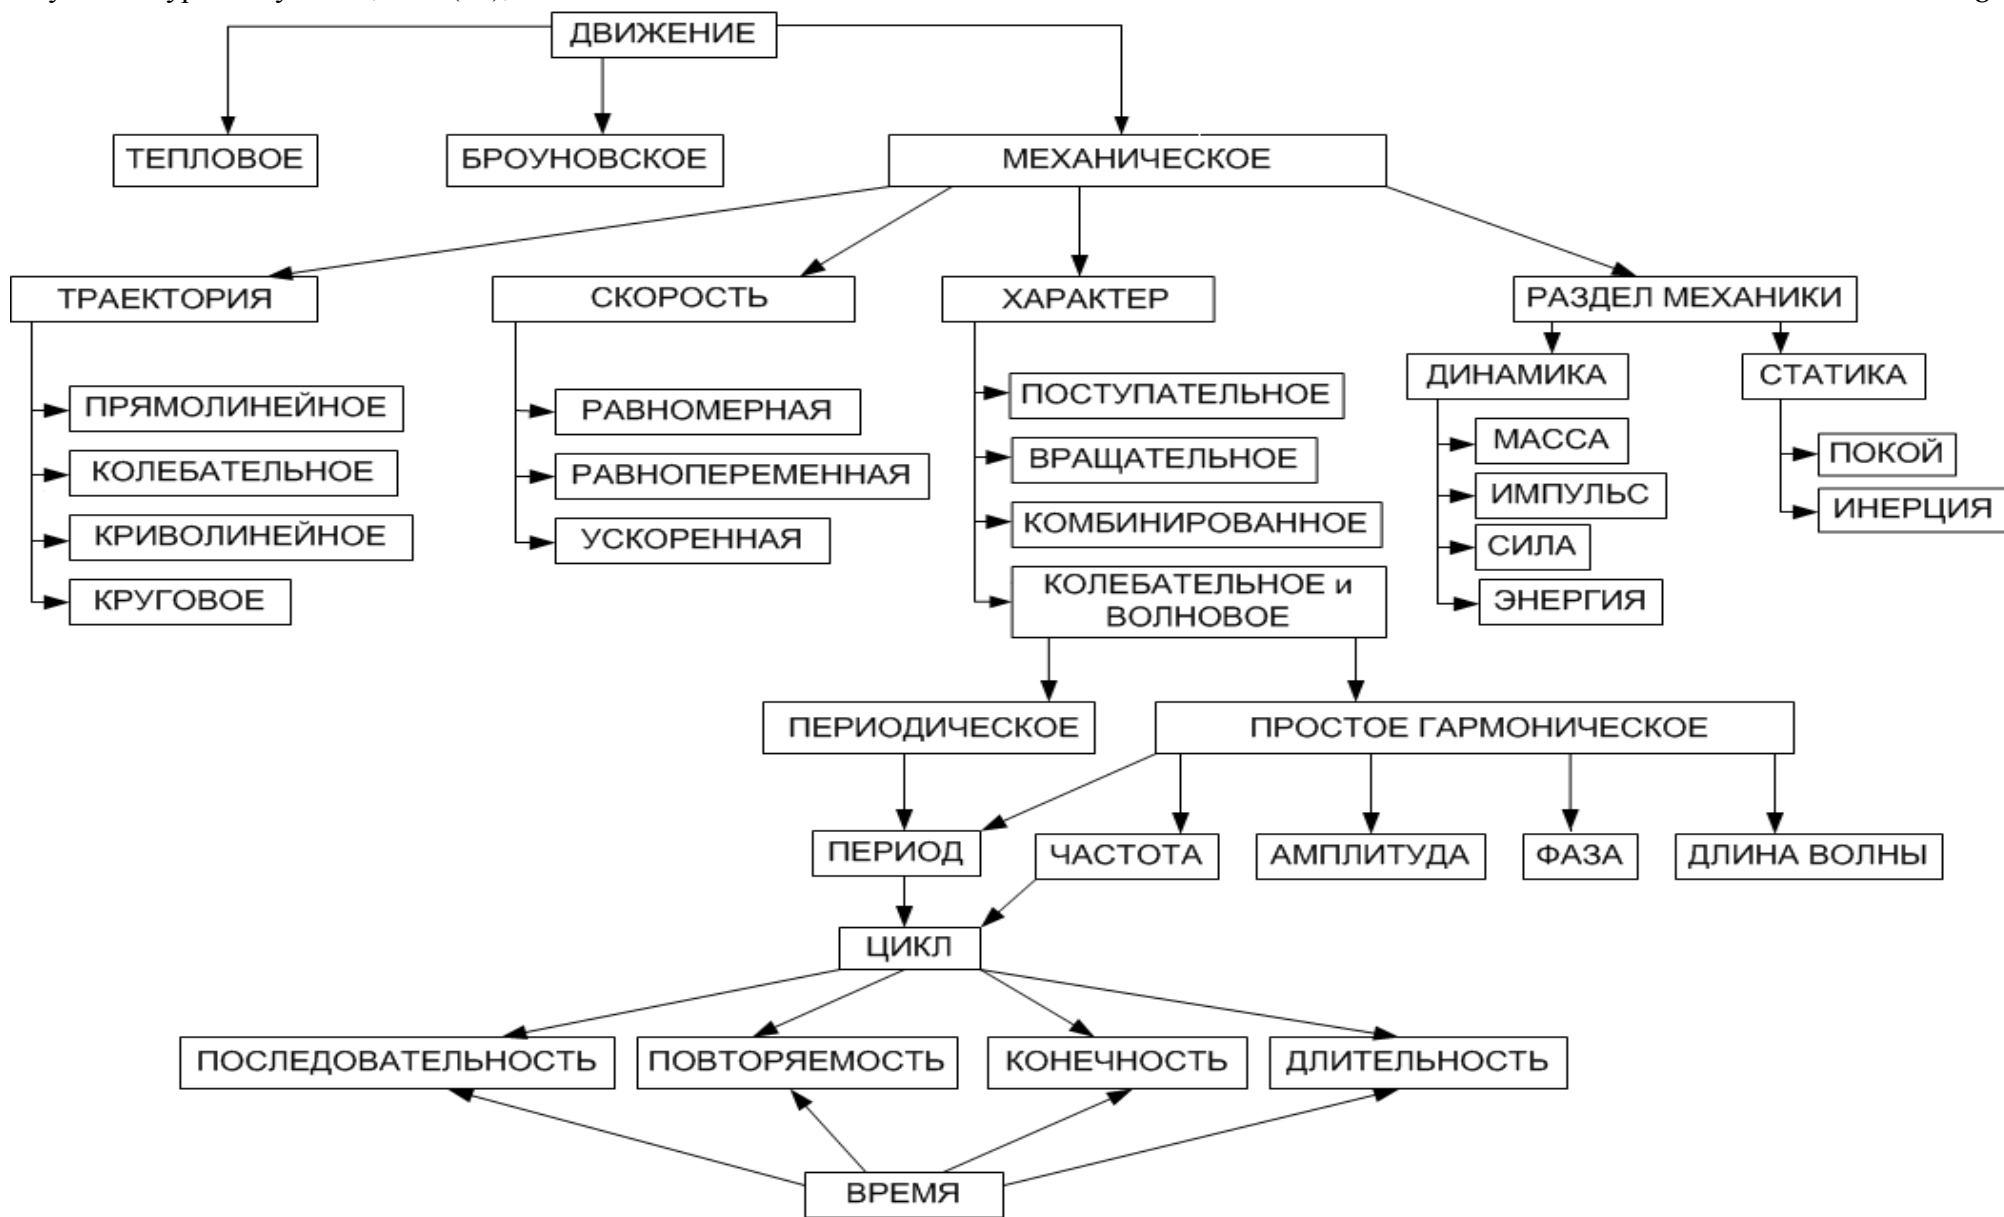 ДВИЖЕНИЕ
ТЕПЛОВОЕ
БРОУНОВСКОЕ
МЕХАНИЧЕСКОЕ
ТРАЕКТОРИЯ
СКОРОСТЬ
ХАРАКТЕР
РАЗДЕЛ МЕХАНИКИ
ПРЯМОЛИНЕЙНОЕ
КОЛЕБАТЕЛЬНОЕ
КРИВОЛИНЕЙНОЕ
КРУГОВОЕ
РАВНОМЕРНАЯ
РАВНОПЕРЕМЕННАЯ
УСКОРЕННАЯ
ПОСТУПАТЕЛЬНОЕ
ВРАЩАТЕЛЬНОЕ
КОМБИНИРОВАННОЕ
КОЛЕБАТЕЛЬНОЕ и
ВОЛНОВОЕ
ДИНАМИКА
МАССА
ИМПУЛЬС
СИЛА
ЭНЕРГИЯ
СТАТИКА
ПОКОЙ
ИНЕРЦИЯ
ПЕРИОДИЧЕСКОЕ
ПРОСТОЕ ГАРМОНИЧЕСКОЕ
ПЕРИОД
ЧАСТОТА
АМПЛИТУДА
ФАЗА
ДЛИНА ВОЛНЫ
ЦИКЛ
ПОСЛЕДОВАТЕЛЬНОСТЬ
ПОВТОРЯЕМОСТЬ
КОНЕЧНОСТЬ
ДЛИТЕЛЬНОСТЬ
ВРЕМЯ